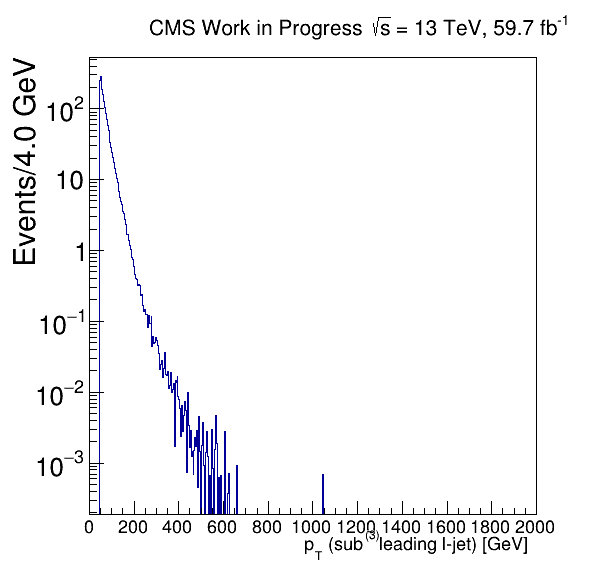 CMS Work in Progress √s = 13 TeV, 59.7 fb⁻¹
Events/4.0 GeV
10²
10
1
10⁻¹
10⁻²
10⁻³
0 200 400 600 800 1000 1200 1400 1600 1800 2000
p_T (sub⁽³⁾leading l-jet) [GeV]